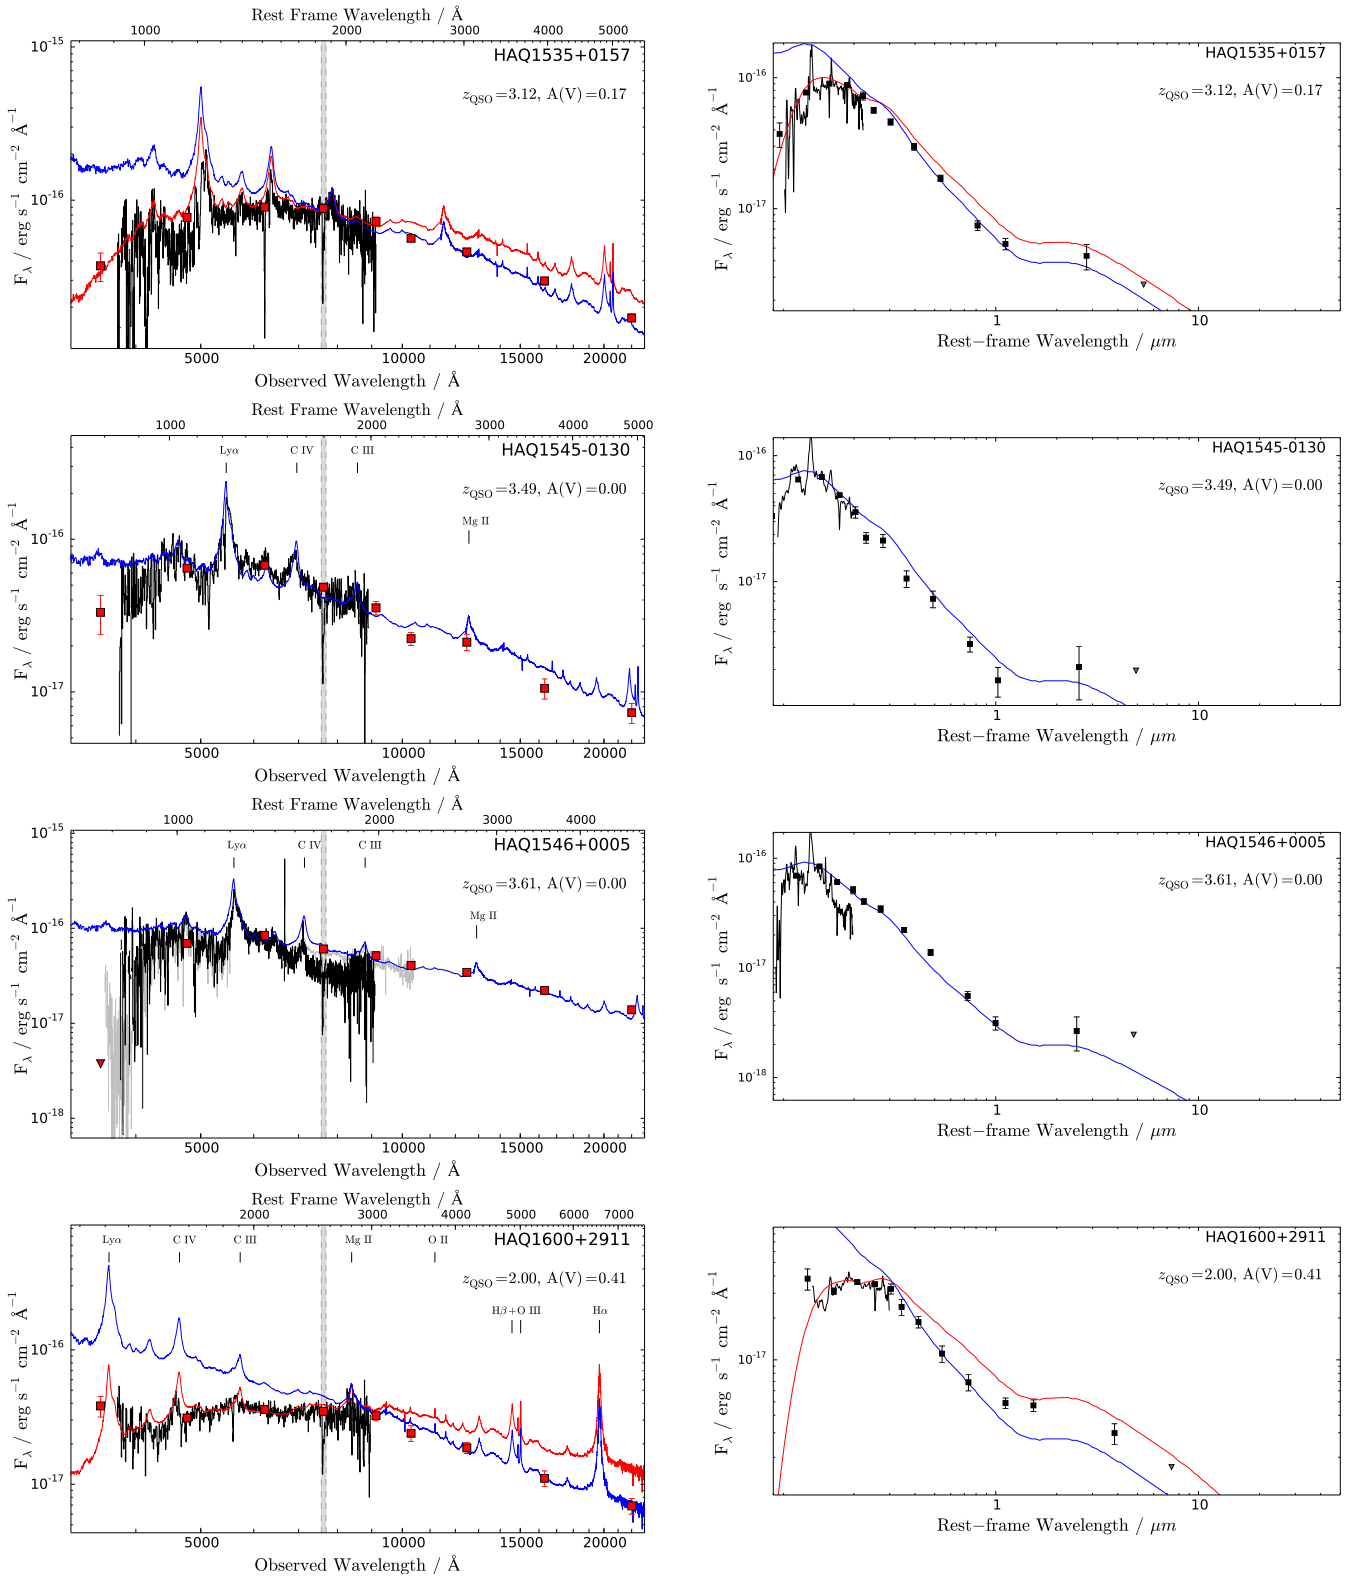 Rest Frame Wavelength / Å
1000 2000 3000 4000 5000
10⁻¹⁵
10⁻¹⁶
HAQ1535+0157
z_QSO=3.12, A(V)=0.17
F_λ / erg s⁻¹ cm⁻² Å⁻¹
5000 10000 15000 20000
Observed Wavelength / Å
HAQ1535+0157
z_QSO=3.12, A(V)=0.17
10⁻¹⁶
10⁻¹⁷
F_λ / erg s⁻¹ cm⁻² Å⁻¹
1 10
Rest−frame Wavelength / μm
Rest Frame Wavelength / Å
1000 2000 3000 4000 5000
HAQ1545-0130
z_QSO=3.49, A(V)=0.00
Lyα C IV C III
Mg II
10⁻¹⁶
10⁻¹⁷
F_λ / erg s⁻¹ cm⁻² Å⁻¹
5000 10000 15000 20000
Observed Wavelength / Å
HAQ1545-0130
z_QSO=3.49, A(V)=0.00
10⁻¹⁶
10⁻¹⁷
F_λ / erg s⁻¹ cm⁻² Å⁻¹
1 10
Rest−frame Wavelength / μm
Rest Frame Wavelength / Å
1000 2000 3000 4000
HAQ1546+0005
z_QSO=3.61, A(V)=0.00
Lyα C IV C III
Mg II
10⁻¹⁵
10⁻¹⁶
10⁻¹⁷
10⁻¹⁸
F_λ / erg s⁻¹ cm⁻² Å⁻¹
5000 10000 15000 20000
Observed Wavelength / Å
HAQ1546+0005
z_QSO=3.61, A(V)=0.00
10⁻¹⁶
10⁻¹⁷
10⁻¹⁸
F_λ / erg s⁻¹ cm⁻² Å⁻¹
1 10
Rest−frame Wavelength / μm
Rest Frame Wavelength / Å
2000 3000 4000 5000 6000 7000
HAQ1600+2911
z_QSO=2.00, A(V)=0.41
Lyα C IV C III Mg II O II
Hβ+O III Hα
10⁻¹⁶
10⁻¹⁷
F_λ / erg s⁻¹ cm⁻² Å⁻¹
5000 10000 15000 20000
Observed Wavelength / Å
HAQ1600+2911
z_QSO=2.00, A(V)=0.41
10⁻¹⁷
F_λ / erg s⁻¹ cm⁻² Å⁻¹
1 10
Rest−frame Wavelength / μm